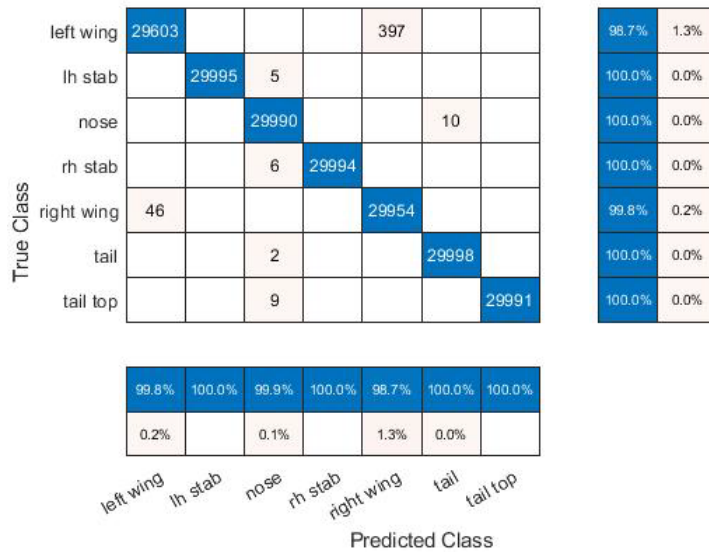 left wing 29603 397 98.7% 1.3%
lh stab 29995 5 100.0% 0.0%
nose 29990 10 100.0% 0.0%
rh stab 6 29994 100.0% 0.0%
right wing 46 29954 99.8% 0.2%
tail 2 29998 100.0% 0.0%
tail top 9 29991 100.0% 0.0%
True Class
99.8% 100.0% 99.9% 100.0% 98.7% 100.0% 100.0%
0.2% 0.1% 1.3% 0.0%
left wing lh stab nose rh stab right wing tail tail top
Predicted Class